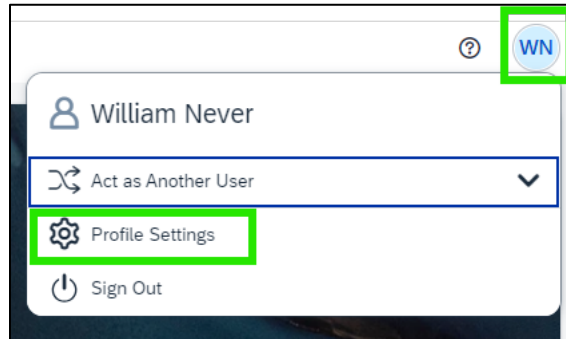 WN
William Never
Act as Another User
Profile Settings
Sign Out